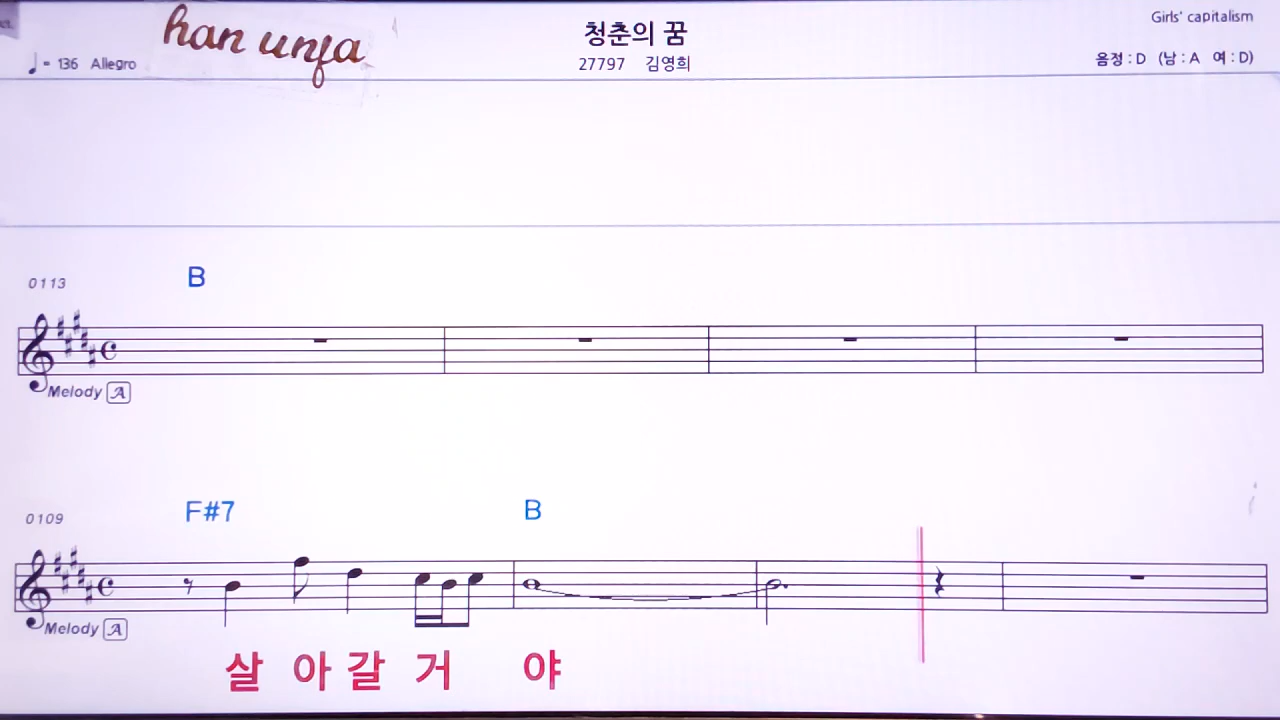 han unfa
청춘의 꿈
Girls' capitalism
♩= 136 Allegro
27797 김영희
음정 : D (남 : A 여 : D)
B
0113
Melody A
F#7 B
0109
Melody A
살 아 갈 거 야